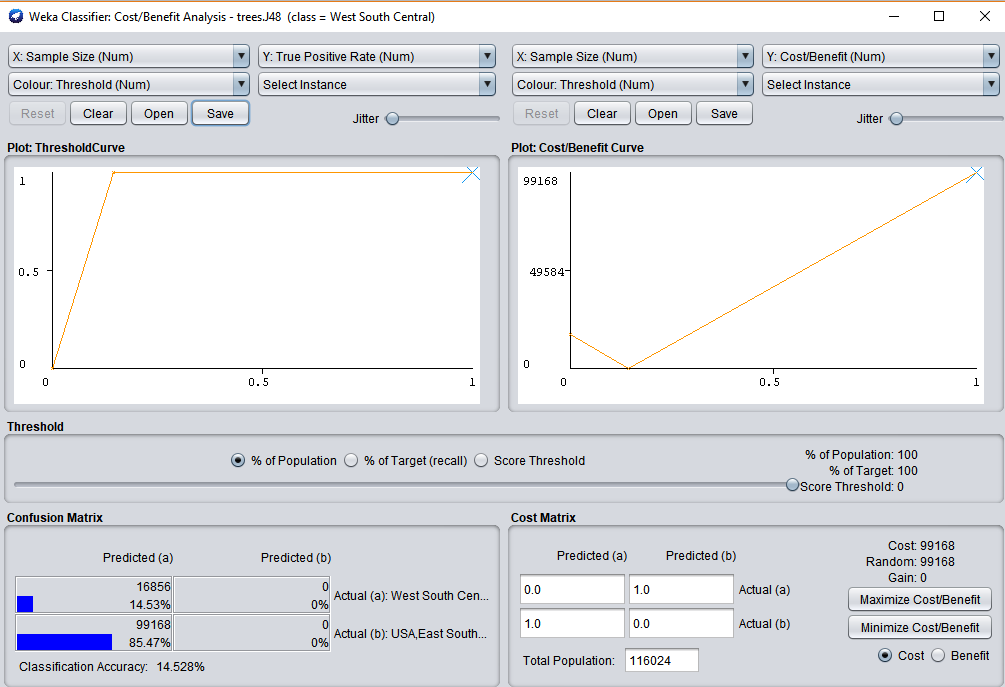 Weka Classifier: Cost/Benefit Analysis - trees.J48 (class = West South Central)
X: Sample Size (Num) Y: True Positive Rate (Num) X: Sample Size (Num) Y: Cost/Benefit (Num)
Colour: Threshold (Num) Select Instance Colour: Threshold (Num) Select Instance
Reset Clear Open Save Jitter Reset Clear Open Save Jitter
Plot: ThresholdCurve
1
0.5
0
0 0.5 1
Plot: Cost/Benefit Curve
99168
49584
0
0 0.5 1
Threshold
% of Population % of Target (recall) Score Threshold
% of Population: 100
% of Target: 100
Score Threshold: 0
Confusion Matrix
Predicted (a) Predicted (b)
16856 0
14.53% 0%
Actual (a): West South Cen...
99168 0
85.47% 0%
Actual (b): USA,East South...
Classification Accuracy: 14.528%
Cost Matrix
Predicted (a) Predicted (b)
0.0 1.0 Actual (a)
1.0 0.0 Actual (b)
Total Population: 116024
Cost: 99168
Random: 99168
Gain: 0
Maximize Cost/Benefit
Minimize Cost/Benefit
Cost Benefit